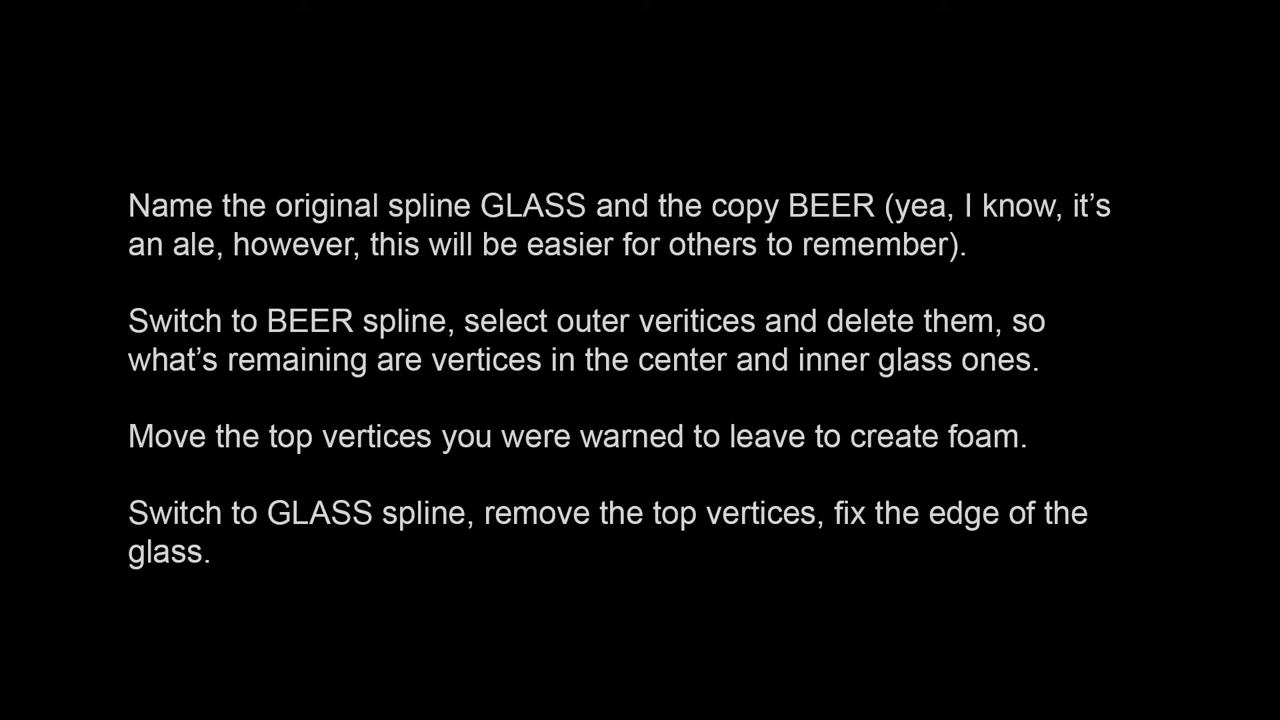 Name the original spline GLASS and the copy BEER (yea, I know, it’s
an ale, however, this will be easier for others to remember).
Switch to BEER spline, select outer veritices and delete them, so
what’s remaining are vertices in the center and inner glass ones.
Move the top vertices you were warned to leave to create foam.
Switch to GLASS spline, remove the top vertices, fix the edge of the
glass.